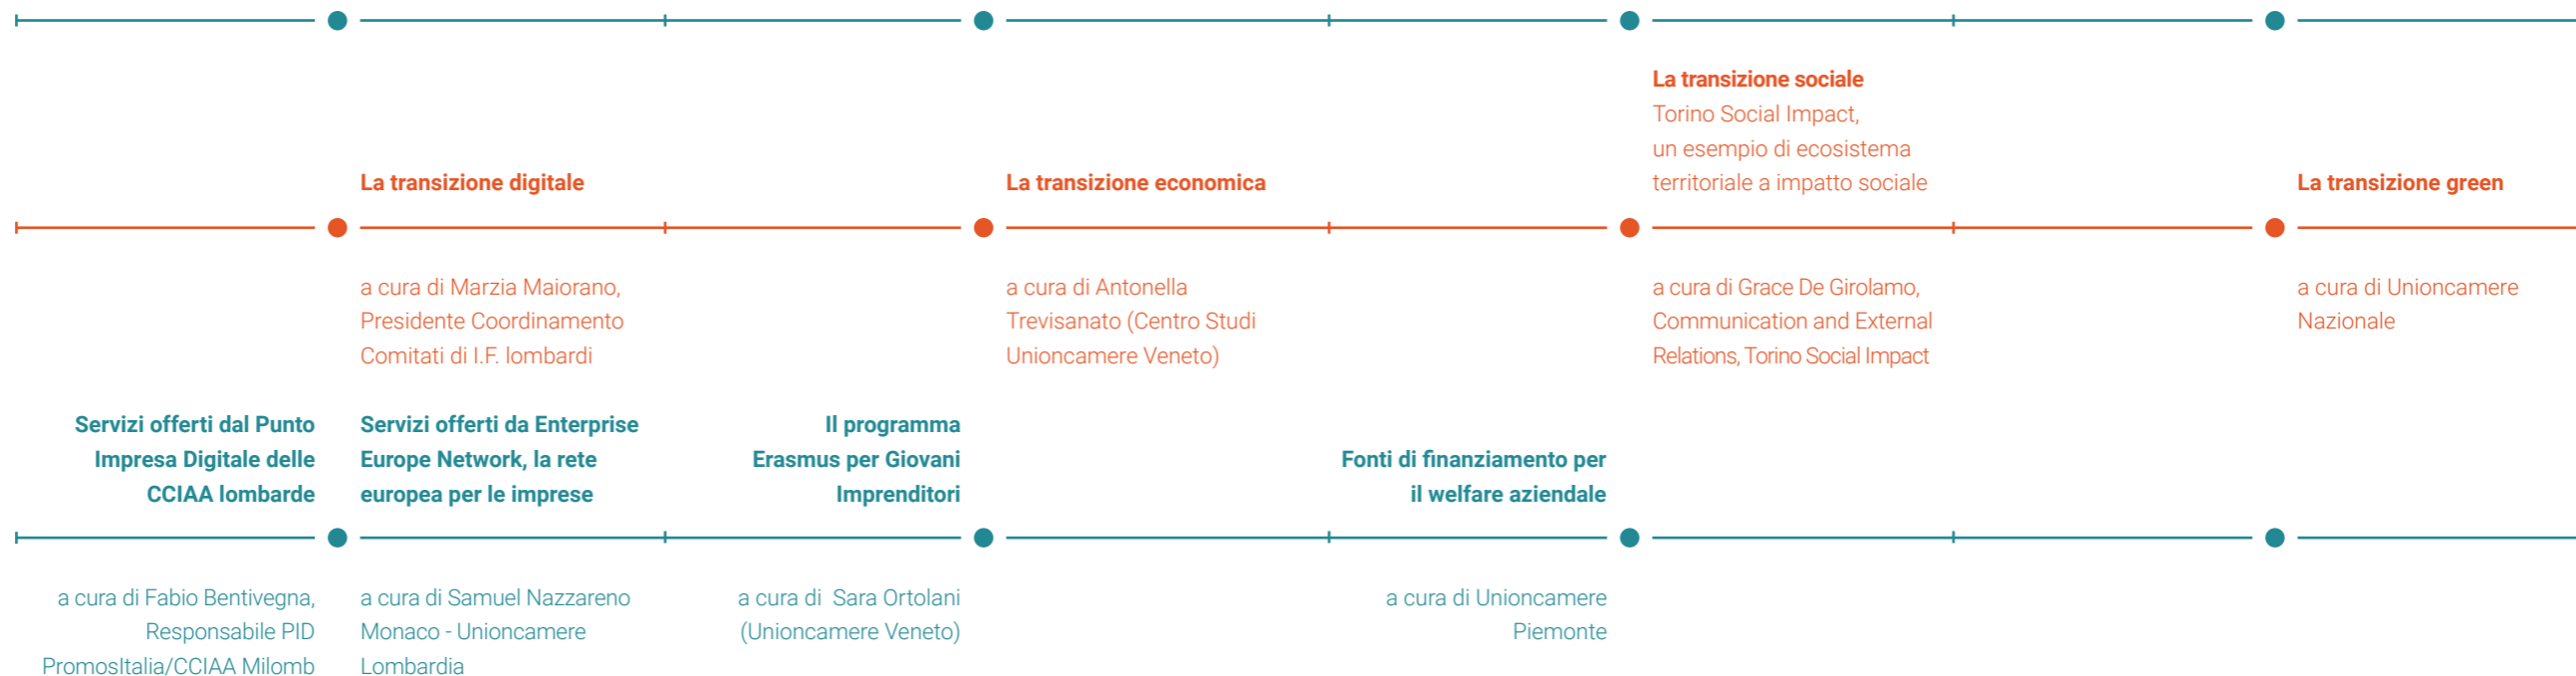 La transizione sociale
Torino Social Impact,
un esempio di ecosistema
territoriale a impatto sociale
La transizione digitale
La transizione economica
La transizione green
a cura di Marzia Maiorano,
Presidente Coordinamento
Comitati di I.F. lombardi
a cura di Antonella
Trevisanato (Centro Studi
Unioncamere Veneto)
a cura di Grace De Girolamo,
Communication and External
Relations, Torino Social Impact
a cura di Unioncamere
Nazionale
Servizi offerti dal Punto
Impresa Digitale delle
CCIAA lombarde
Servizi offerti da Enterprise
Europe Network, la rete
europea per le imprese
Il programma
Erasmus per Giovani
Imprenditori
Fonti di finanziamento per
il welfare aziendale
a cura di Fabio Bentivegna,
Responsabile PID
PromosItalia/CCIAA Milomb
a cura di Samuel Nazzareno
Monaco - Unioncamere
Lombardia
a cura di  Sara Ortolani
(Unioncamere Veneto)
a cura di Unioncamere
Piemonte